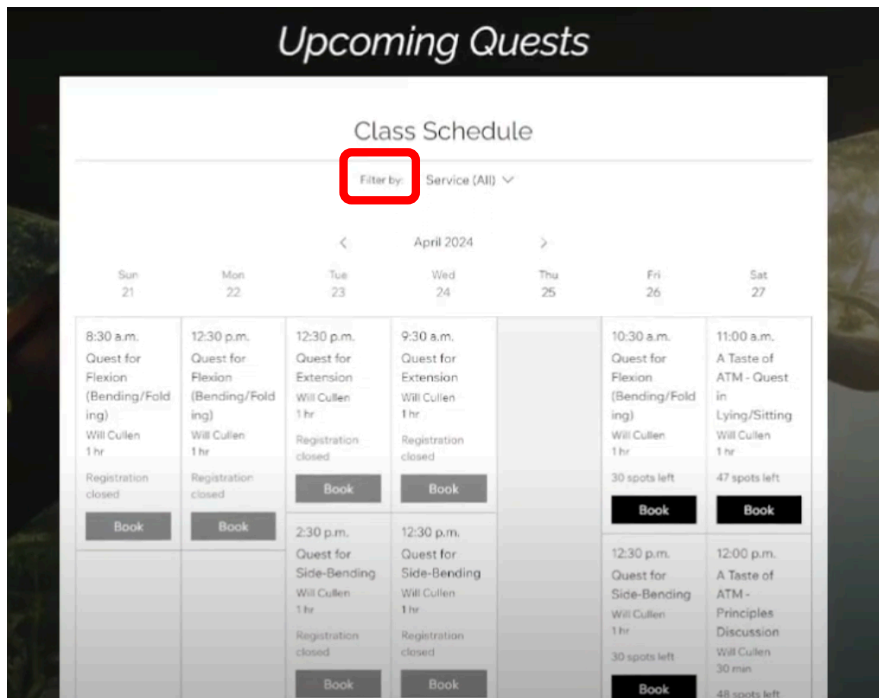 Upcoming Quests
Class Schedule
Filter by: Service (All)
April 2024
Sun Mon Tue Wed Thu Fri Sat
21 22 23 24 25 26 27
8:30 a.m.
Quest for
Flexion
(Bending/Fold
ing)
Will Cullen
1 hr
Registration
closed
Book
12:30 p.m.
Quest for
Flexion
(Bending/Fold
ing)
Will Cullen
1 hr
Registration
closed
Book
12:30 p.m.
Quest for
Extension
Will Cullen
1 hr
Registration
closed
Book
2:30 p.m.
Quest for
Side-Bending
Will Cullen
1 hr
Registration
closed
Book
9:30 a.m.
Quest for
Extension
Will Cullen
1 hr
Registration
closed
Book
12:30 p.m.
Quest for
Side-Bending
Will Cullen
1 hr
Registration
closed
Book
10:30 a.m.
Quest for
Flexion
(Bending/Fold
ing)
Will Cullen
1 hr
30 spots left
Book
12:30 p.m.
Quest for
Side-Bending
Will Cullen
1 hr
30 spots left
Book
11:00 a.m.
A Taste of
ATM - Quest
in
Lying/Sitting
Will Cullen
1 hr
47 spots left
Book
12:00 p.m.
A Taste of
ATM -
Principles
Discussion
Will Cullen
30 min
48 spots left